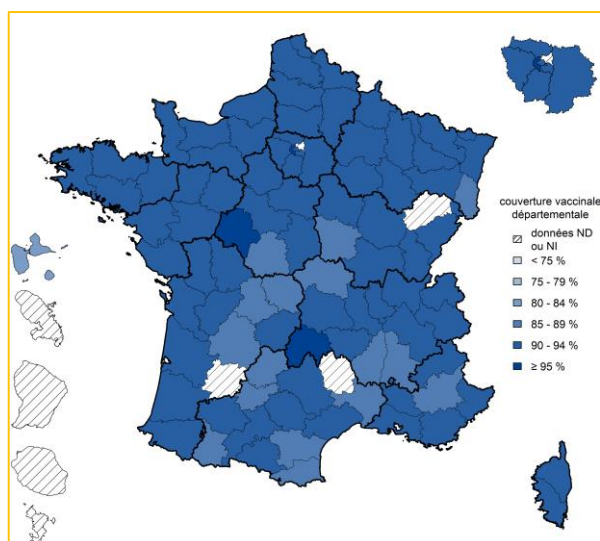 couverture vaccinale
départementale
données ND
ou NI
< 75 %
75 - 79 %
80 - 84 %
85 - 89 %
90 - 94 %
≥ 95 %